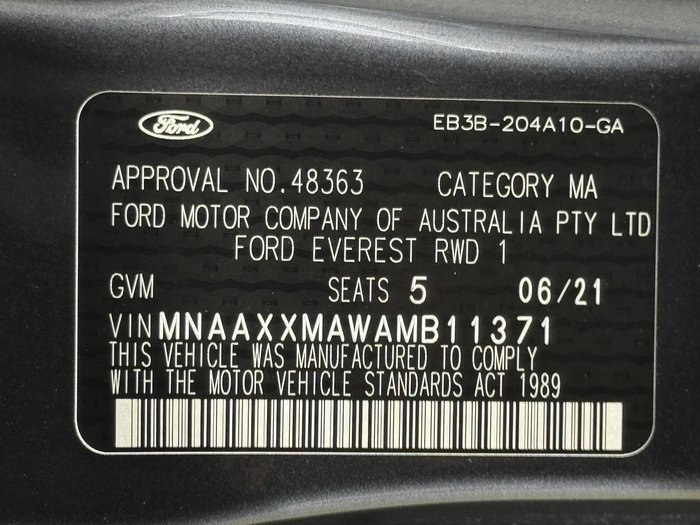 Ford EB3B-204A10-GA
APPROVAL NO.48363 CATEGORY MA
FORD MOTOR COMPANY OF AUSTRALIA PTY LTD
FORD EVEREST RWD 1
GVM SEATS 5 06/21
VIN MNAAXXMAWAMB11371
THIS VEHICLE WAS MANUFACTURED TO COMPLY
WITH THE MOTOR VEHICLE STANDARDS ACT 1989